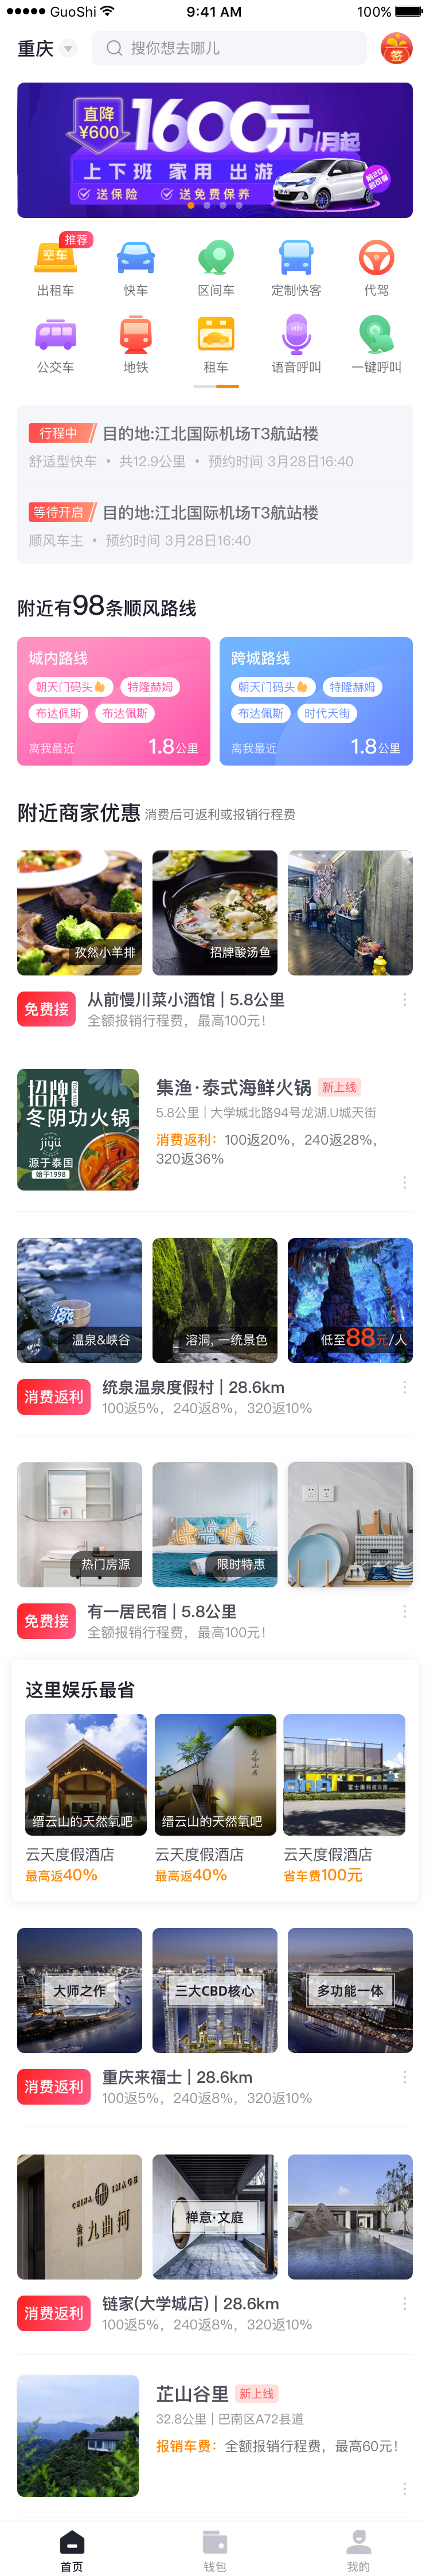 GuoShi
9:41 AM
100%
重庆
搜你想去哪儿
签
直降
¥600
1600元/月起
上下班 家用 出游
送保险
送免费保养
推荐
空车
出租车
快车
区间车
定制快客
代驾
公交车
地铁
租车
语音呼叫
一键呼叫
行程中
目的地:江北国际机场T3航站楼
舒适型快车 • 共12.9公里 • 预约时间 3月28日16:40
等待开启
目的地:江北国际机场T3航站楼
顺风车主 • 预约时间 3月28日16:40
附近有98条顺风路线
城内路线
朝天门码头
特隆赫姆
布达佩斯
布达佩斯
离我最近
1.8公里
跨城路线
朝天门码头
特隆赫姆
布达佩斯
时代天街
离我最近
1.8公里
附近商家优惠 消费后可返利或报销行程费
孜然小羊排
招牌酸汤鱼
免费接
从前慢川菜小酒馆 | 5.8公里
全额报销行程费，最高100元！
招牌
冬阴功火锅
jiyu
源于泰国
始于1998
集渔·泰式海鲜火锅
新上线
5.8公里 | 大学城北路94号龙湖.U城天街
消费返利：100返20%，240返28%，
320返36%
温泉&峡谷
溶洞, 一统景色
低至88元/人
消费返利
统泉温泉度假村 | 28.6km
100返5%，240返8%，320返10%
热门房源
限时特惠
免费接
有一居民宿 | 5.8公里
全额报销行程费，最高100元！
这里娱乐最省
缙云山的天然氧吧
缙云山的天然氧吧
富士康科技集团
云天度假酒店
最高返40%
云天度假酒店
最高返40%
云天度假酒店
省车费100元
大师之作
三大CBD核心
多功能一体
消费返利
重庆来福士 | 28.6km
100返5%，240返8%，320返10%
CHINA IMAGE
金科
九曲河
禅意·文庭
消费返利
链家(大学城店) | 28.6km
100返5%，240返8%，320返10%
芷山谷里
新上线
32.8公里 | 巴南区A72县道
报销车费：全额报销行程费，最高60元！
首页
钱包
我的